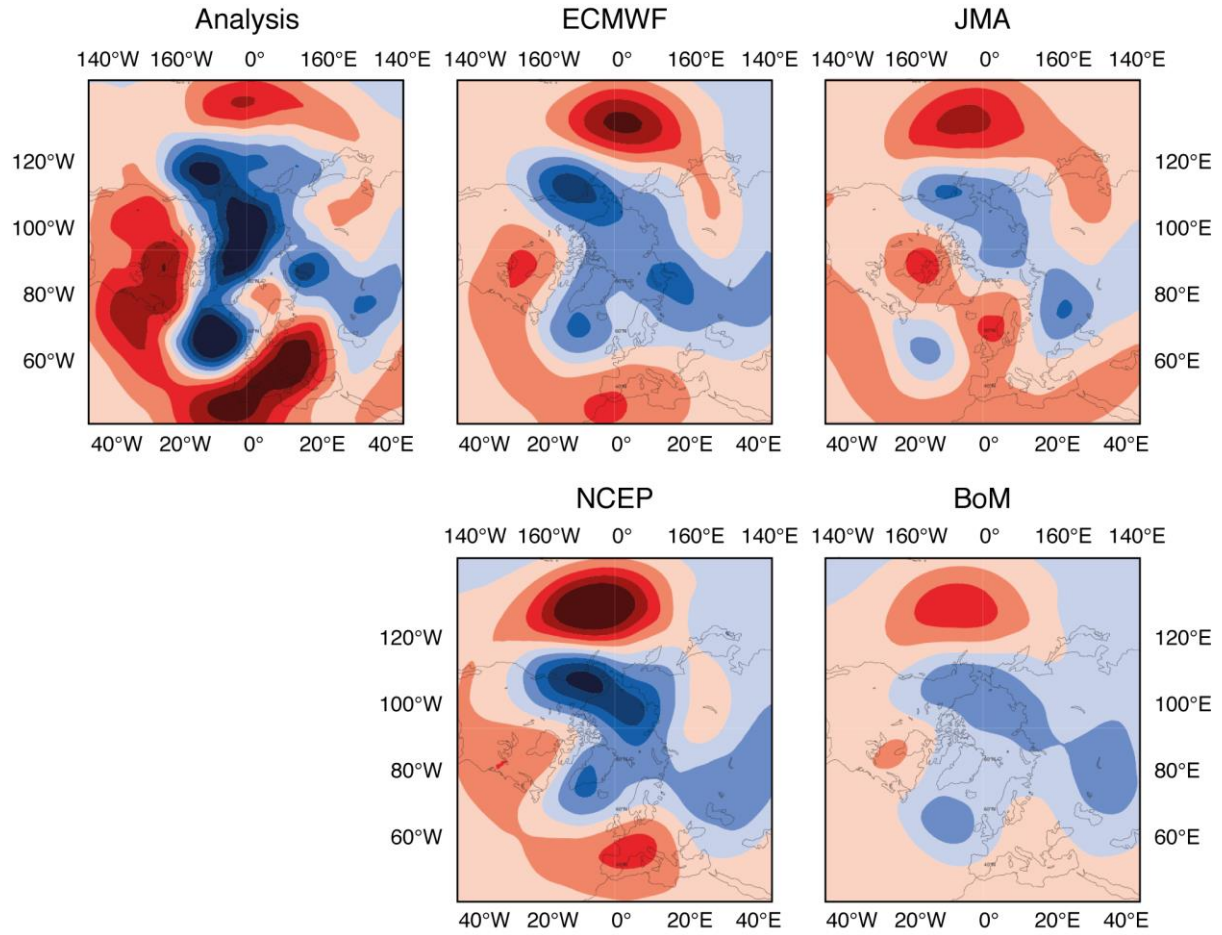 Analysis ECMWF JMA
140°W 160°W 0° 160°E 140°E 140°W 160°W 0° 160°E 140°E 140°W 160°W 0° 160°E 140°E
120°W 120°E
100°W 100°E
80°W 80°E
60°W 60°E
40°W 20°W 0° 20°E 40°E 40°W 20°W 0° 20°E 40°E 40°W 20°W 0° 20°E 40°E
NCEP BoM
140°W 160°W 0° 160°E 140°E 140°W 160°W 0° 160°E 140°E
120°W 120°E
100°W 100°E
80°W 80°E
60°W 60°E
40°W 20°W 0° 20°E 40°E 40°W 20°W 0° 20°E 40°E